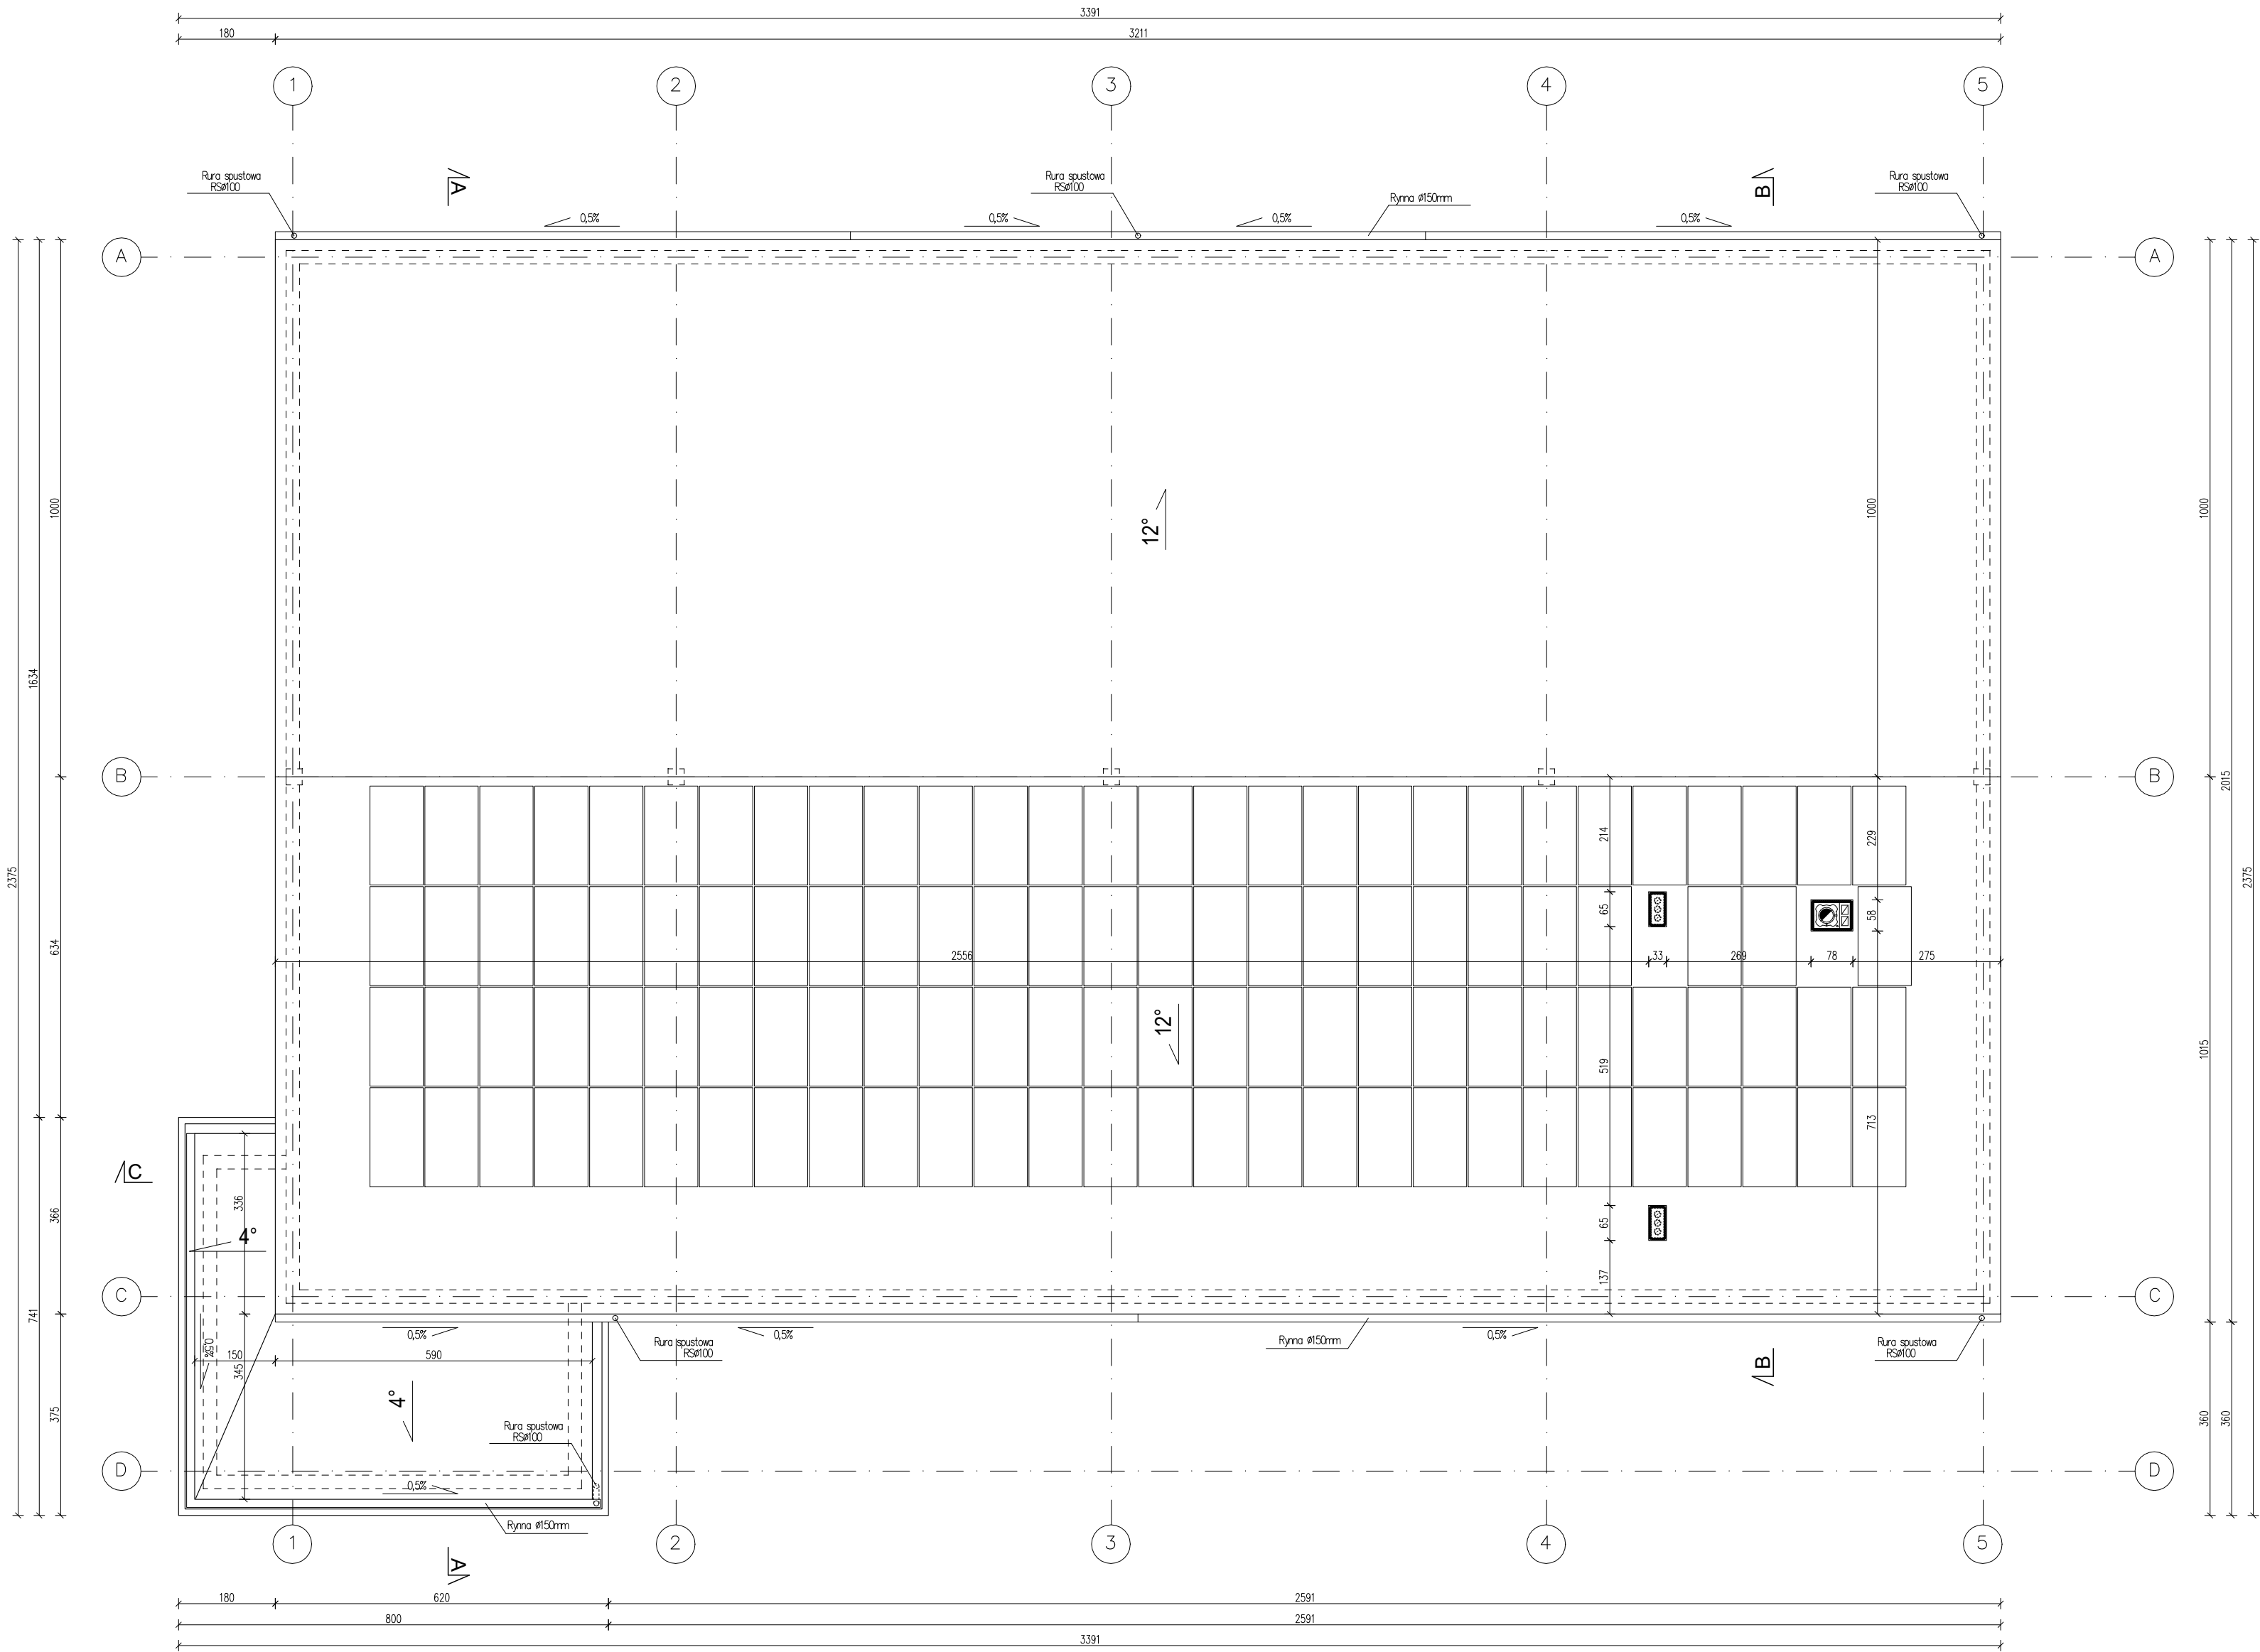 3391
180
3211
1
2
3
4
5
Rura spustowa
RSø100
A
Rura spustowa
RSø100
Rynna Ø150mm
B
Rura spustowa
RSø100
0,5%
0,5%
0,5%
0,5%
A
A
1000
1000
1000
12°
1634
2375
B
B
2015
2375
214
229
65
58
634
2556
33
269
78
275
12°
519
1015
713
C
336
366
4°
65
137
C
C
741
0,5%
0,5%
0,5%
Rura spustowa
RSø100
Rynna Ø150mm
Rura spustowa
RSø100
0,5%
150
590
345
B
4°
375
360
360
Rura spustowa
RSø100
D
D
0,5%
Rynna Ø150mm
1
2
3
4
5
A
180
620
2591
800
2591
3391